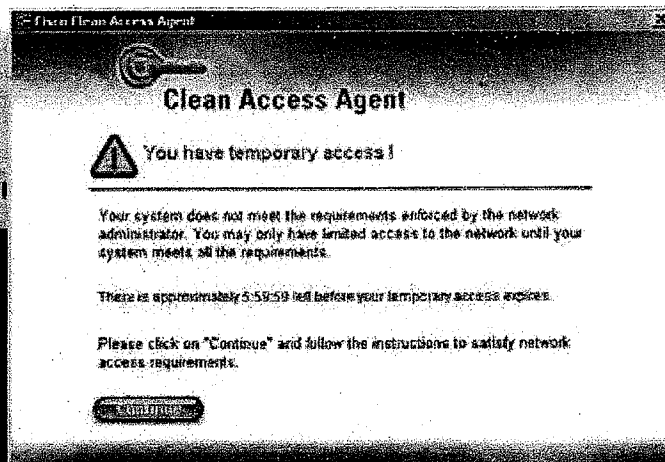 Cisco Clean Access Agent
Clean Access Agent
You have temporary access !
Your system does not meet the requirements enforced by the network
administrator. You may only have limited access to the network until your
system meets all the requirements.
There is approximately 5:59:59 left before your temporary access expires.
Please click on "Continue" and follow the instructions to satisfy network
access requirements.
Continue